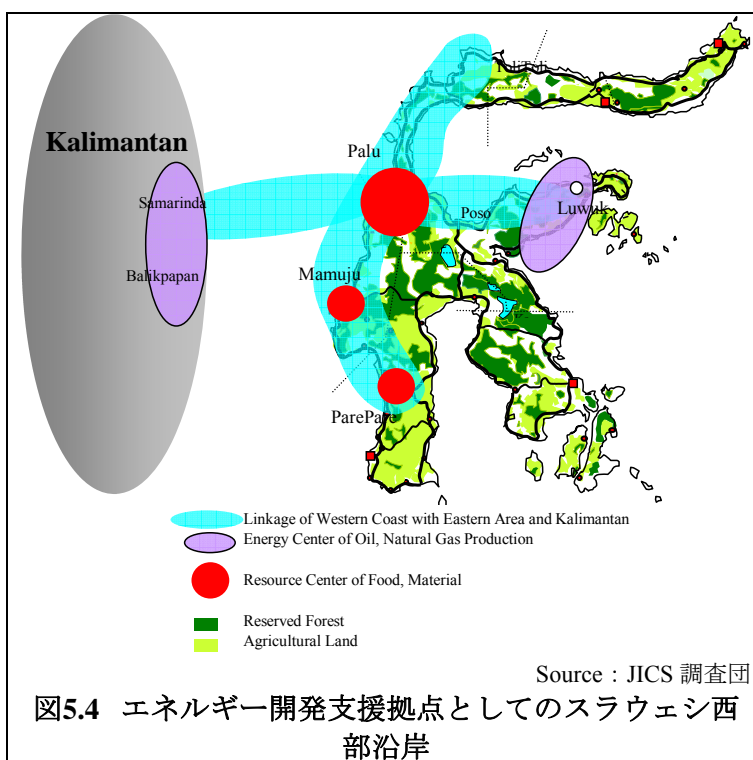 ToliToli
Kalimantan
Palu
Samarinda
Poso
Luwuk
Balikpapan
Mamuju
ParePare
Linkage of Western Coast with Eastern Area and Kalimantan
Energy Center of Oil, Natural Gas Production
Resource Center of Food, Material
Reserved Forest
Agricultural Land
Source : JICS 調査団
図5.4 エネルギー開発支援拠点としてのスラウェシ西
部沿岸